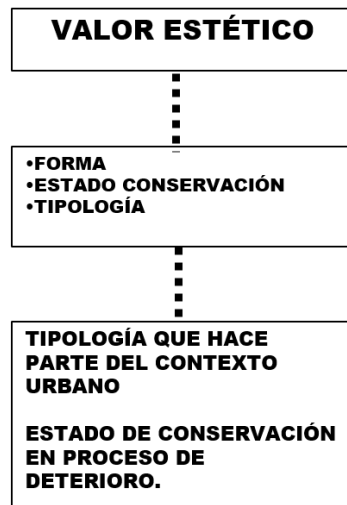 VALOR ESTÉTICO
•FORMA
•ESTADO CONSERVACIÓN
•TIPOLOGÍA
TIPOLOGÍA QUE HACE
PARTE DEL CONTEXTO
URBANO
ESTADO DE CONSERVACIÓN
EN PROCESO DE
DETERIORO.